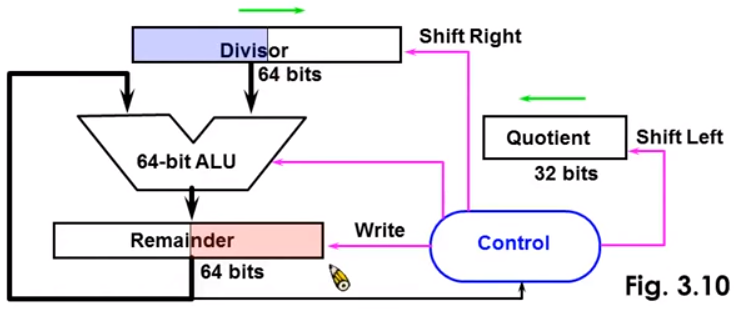 Shift Right
Divisor
64 bits
Quotient
Shift Left
32 bits
64-bit ALU
Remainder
Write
Control
64 bits
Fig. 3.10